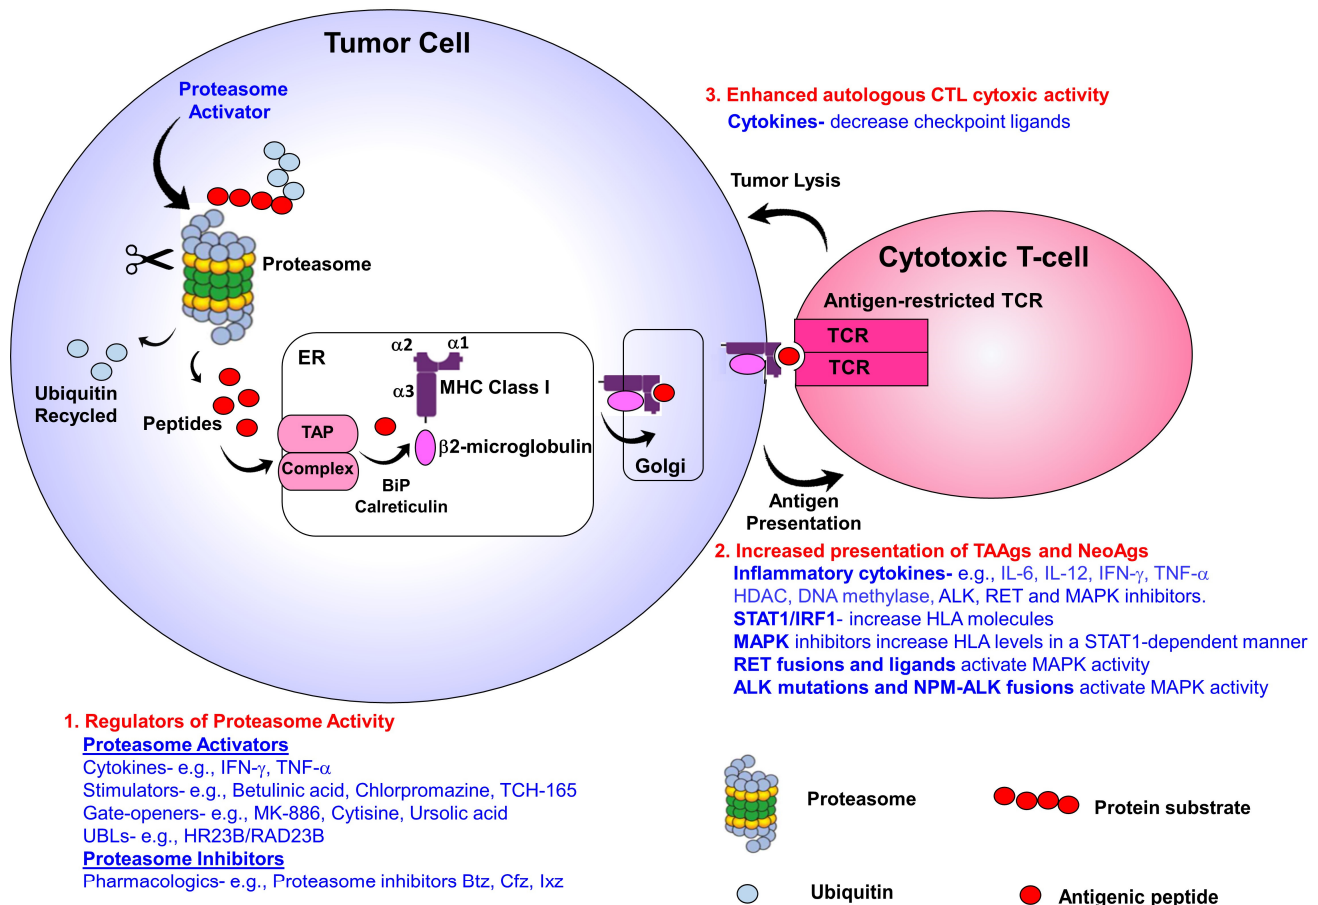 Tumor Cell
Proteasome
Activator
Proteasome
Ubiquitin
Recycled
Peptides
ER
α2
α1
α3
MHC Class I
TAP
Complex
β2-microglobulin
BiP
Calreticulin
Golgi
3. Enhanced autologous CTL cytoxic activity
Cytokines- decrease checkpoint ligands
Tumor Lysis
Cytotoxic T-cell
Antigen-restricted TCR
TCR
TCR
Antigen
Presentation
2. Increased presentation of TAAgs and NeoAgs
Inflammatory cytokines- e.g., IL-6, IL-12, IFN-γ, TNF-α
HDAC, DNA methylase, ALK, RET and MAPK inhibitors.
STAT1/IRF1- increase HLA molecules
MAPK inhibitors increase HLA levels in a STAT1-dependent manner
RET fusions and ligands activate MAPK activity
ALK mutations and NPM-ALK fusions activate MAPK activity
1. Regulators of Proteasome Activity
Proteasome Activators
Cytokines- e.g., IFN-γ, TNF-α
Stimulators- e.g., Betulinic acid, Chlorpromazine, TCH-165
Gate-openers- e.g., MK-886, Cytisine, Ursolic acid
UBLs- e.g., HR23B/RAD23B
Proteasome Inhibitors
Pharmacologics- e.g., Proteasome inhibitors Btz, Cfz, Ixz
Proteasome
Protein substrate
Ubiquitin
Antigenic peptide